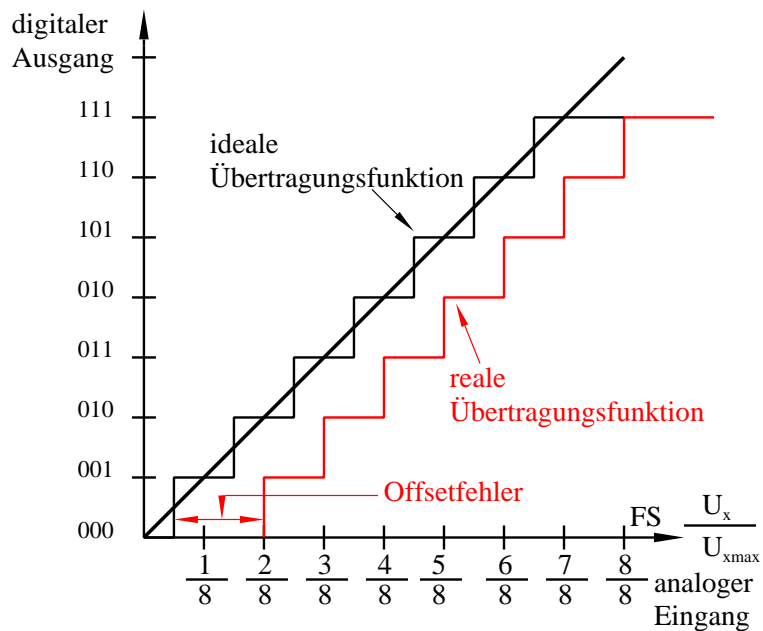 digitaler
Ausgang
111
ideale
Übertragungsfunktion
110
101
010
011
reale
Übertragungsfunktion
010
001
Offsetfehler
000
FS
U_x
U_xmax
1/8
2/8
3/8
4/8
5/8
6/8
7/8
8/8
analoger
Eingang